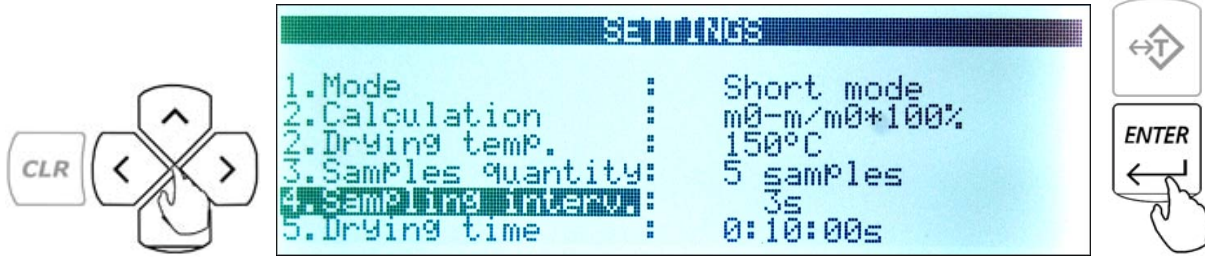 SETTINGS
1.Mode : Short mode
2.Calculation : m0-m/m0*100%
2.Drying temp. : 150°C
3.Samples quantity: 5 samples
4.Sampling interv.: 3s
5.Drying time : 0:10:00s
CLR
T
ENTER